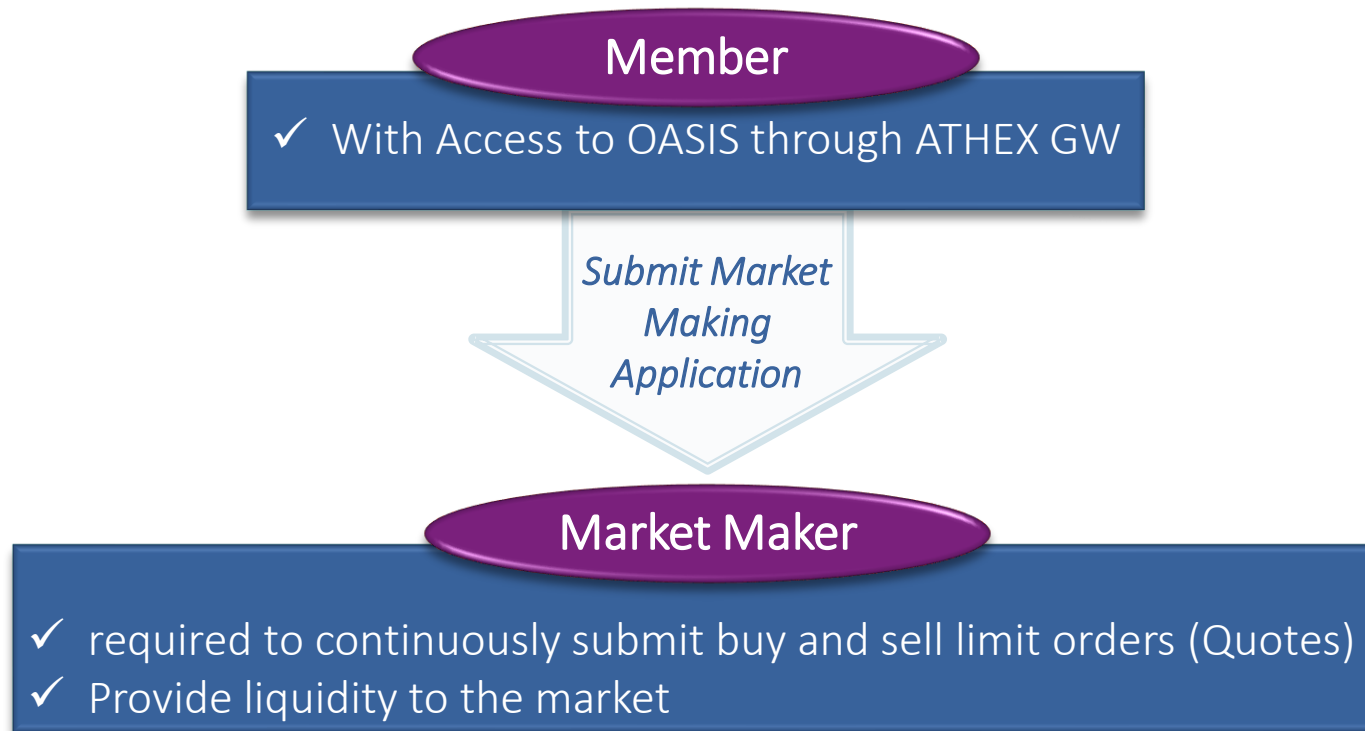 Member
✓ With Access to OASIS through ATHEX GW
Submit Market
Making
Application
Market Maker
✓ required to continuously submit buy and sell limit orders (Quotes)
✓ Provide liquidity to the market